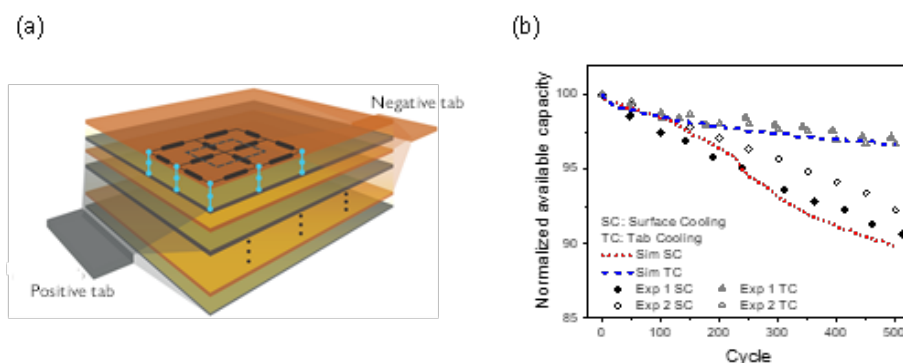 (a)
Negative tab
Positive tab
(b)
Normalized available capacity
100
95
90
85
SC: Surface Cooling
TC: Tab Cooling
Sim SC
Sim TC
Exp 1 SC
Exp 1 TC
Exp 2 SC
Exp 2 TC
0
100
200
300
400
500
Cycle